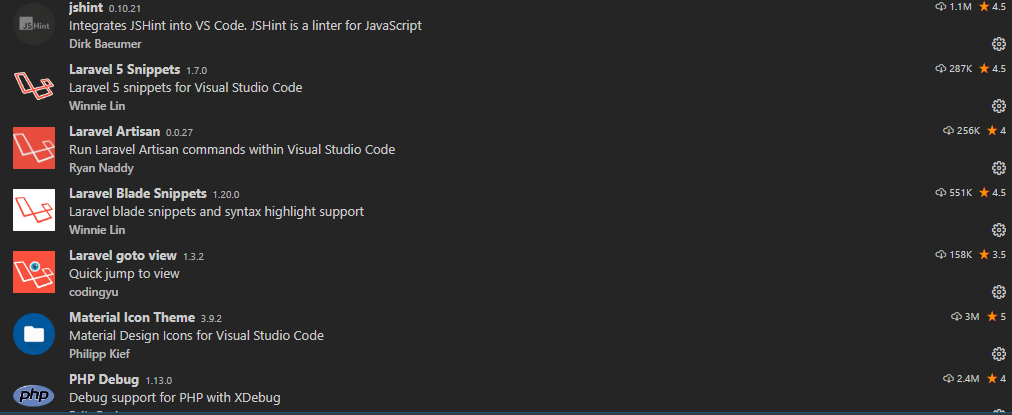 jshint 0.10.21 1.1M 4.5
JSHint Integrates JSHint into VS Code. JSHint is a linter for JavaScript
Dirk Baeumer
Laravel 5 Snippets 1.7.0 287K 4.5
Laravel 5 snippets for Visual Studio Code
Winnie Lin
Laravel Artisan 0.0.27 256K 4
Run Laravel Artisan commands within Visual Studio Code
Ryan Naddy
Laravel Blade Snippets 1.20.0 551K 4.5
Laravel blade snippets and syntax highlight support
Winnie Lin
Laravel goto view 1.3.2 158K 3.5
Quick jump to view
codingyu
Material Icon Theme 3.9.2 3M 5
Material Design Icons for Visual Studio Code
Philipp Kief
PHP Debug 1.13.0 2.4M 4
php Debug support for PHP with XDebug